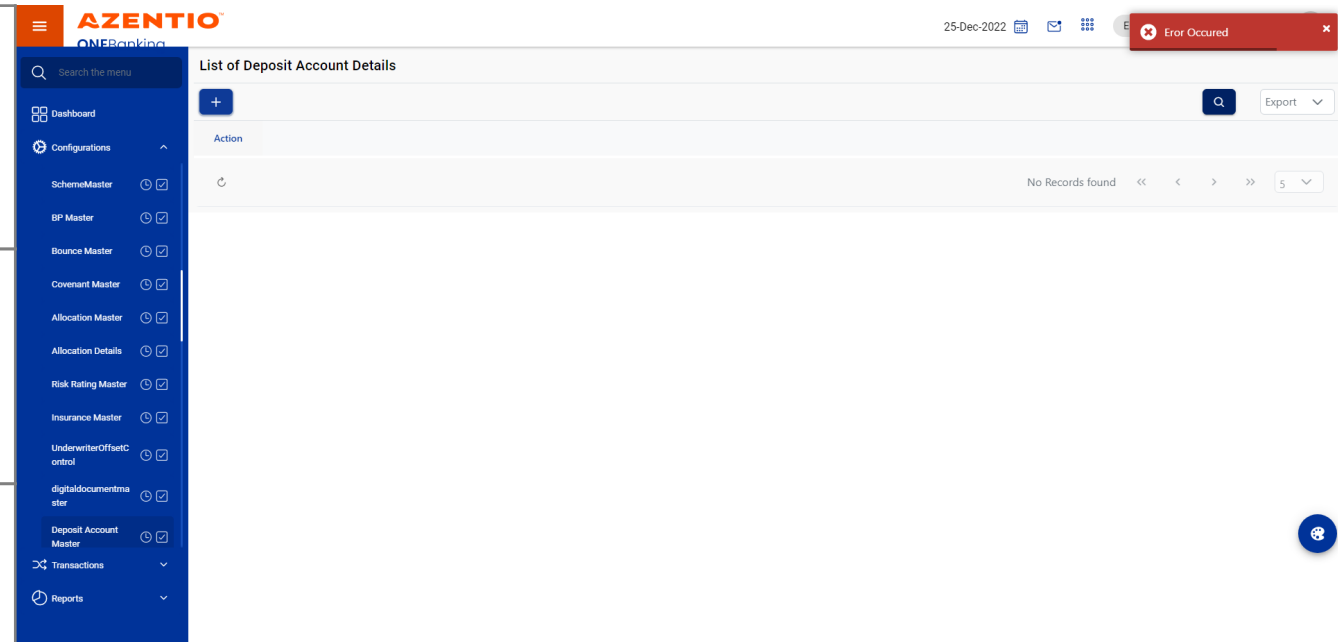 AZENTIO
ONEBanking
25-Dec-2022
E
Eror Occured
Search the menu
Dashboard
Configurations
SchemeMaster
BP Master
Bounce Master
Covenant Master
Allocation Master
Allocation Details
Risk Rating Master
Insurance Master
UnderwriterOffsetC
ontrol
digitaldocumentma
ster
Deposit Account
Master
Transactions
Reports
List of Deposit Account Details
+
Export
Action
No Records found
5